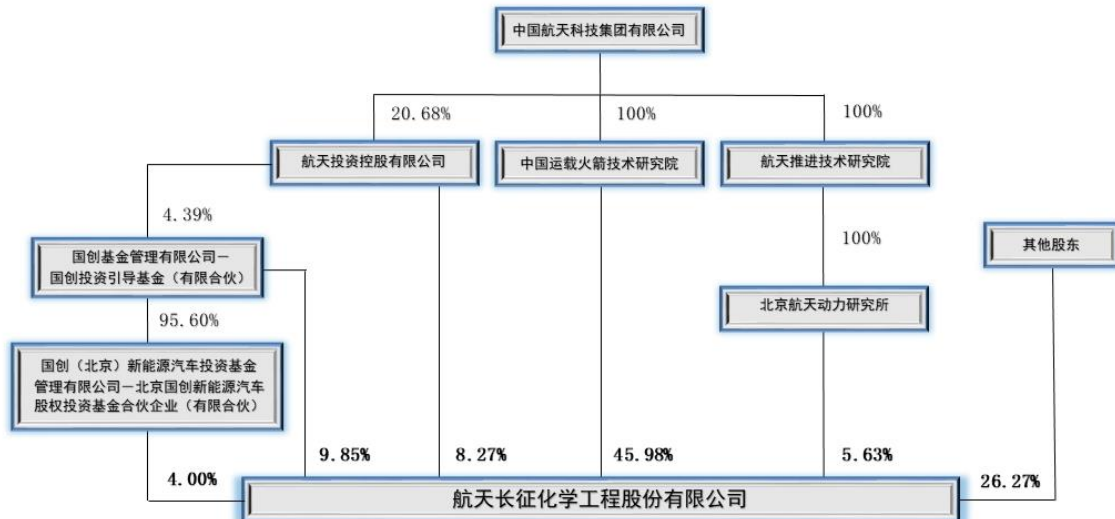 中国航天科技集团有限公司
20.68%
100%
100%
航天投资控股有限公司
中国运载火箭技术研究院
航天推进技术研究院
4.39%
100%
国创基金管理有限公司－
国创投资引导基金（有限合伙）
其他股东
北京航天动力研究所
95.60%
国创（北京）新能源汽车投资基金
管理有限公司－北京国创新能源汽车
股权投资基金合伙企业（有限合伙）
4.00%
9.85%
8.27%
45.98%
5.63%
26.27%
航天长征化学工程股份有限公司